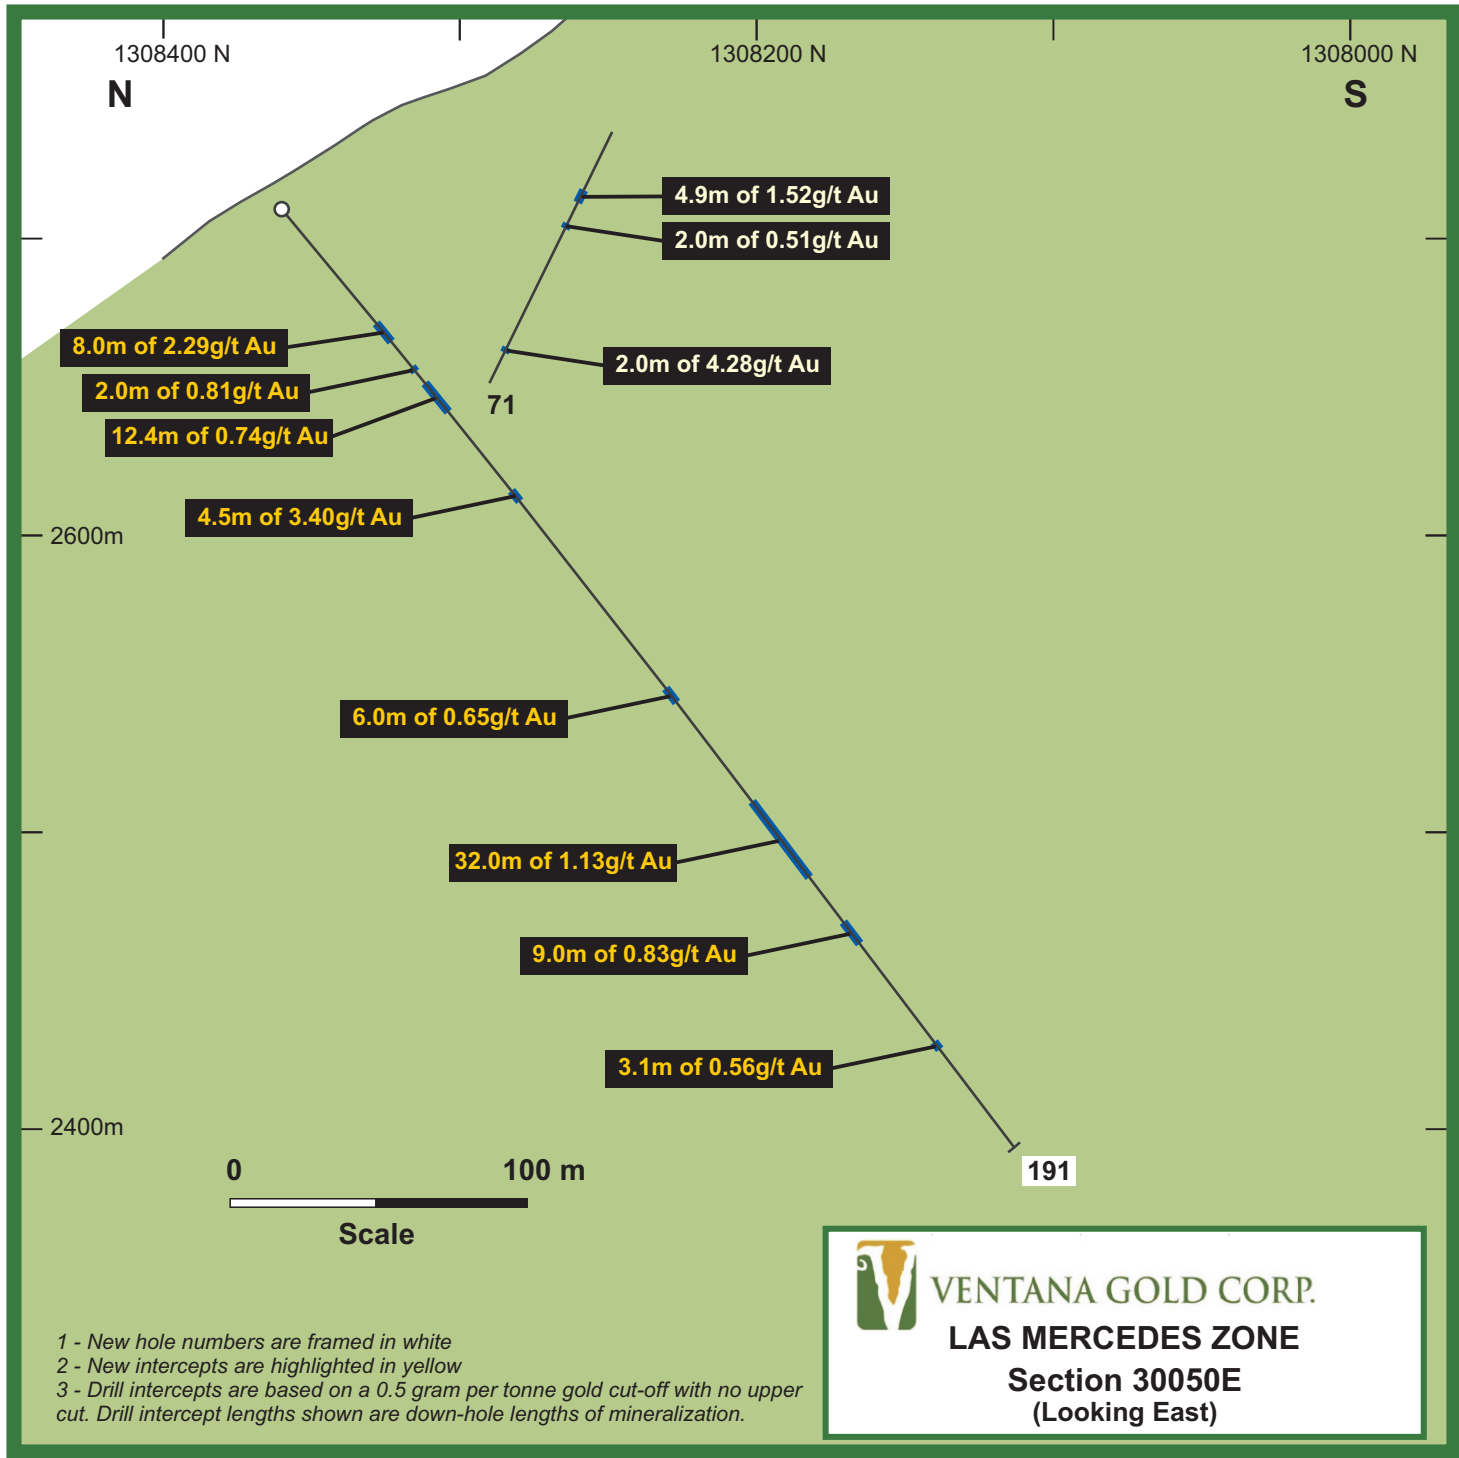 1308400 N
1308200 N
1308000 N
N
S
4.9m of 1.52g/t Au
2.0m of 0.51g/t Au
8.0m of 2.29g/t Au
2.0m of 4.28g/t Au
2.0m of 0.81g/t Au
71
12.4m of 0.74g/t Au
4.5m of 3.40g/t Au
2600m
6.0m of 0.65g/t Au
32.0m of 1.13g/t Au
9.0m of 0.83g/t Au
3.1m of 0.56g/t Au
2400m
0
100 m
191
Scale
VENTANA GOLD CORP.
LAS MERCEDES ZONE
Section 30050E
(Looking East)
1 - New hole numbers are framed in white
2 - New intercepts are highlighted in yellow
3 - Drill intercepts are based on a 0.5 gram per tonne gold cut-off with no upper
cut. Drill intercept lengths shown are down-hole lengths of mineralization.